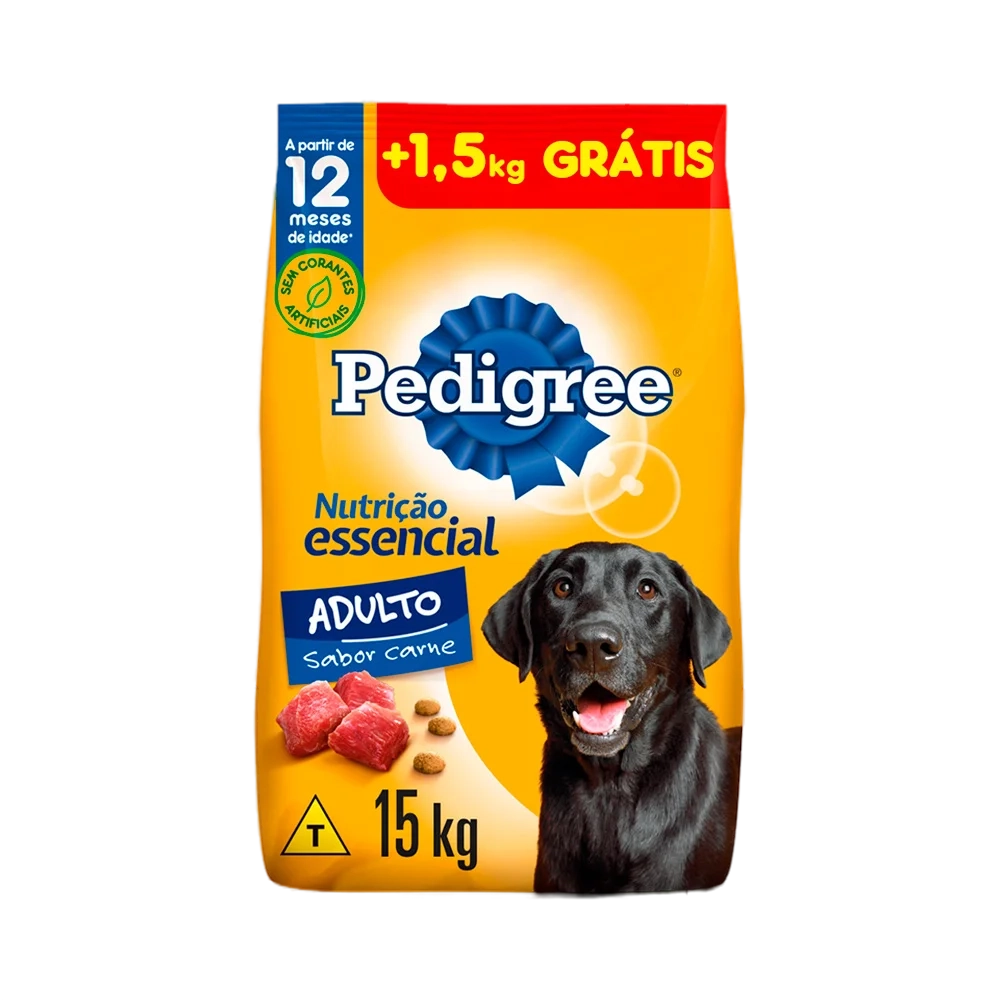 A partir de
12
meses
de idade*
+1,5kg GRÁTIS
SEM CORANTES
ARTIFICIAIS
Pedigree®
Nutrição
essencial
ADULTO
Sabor carne
T
15 kg